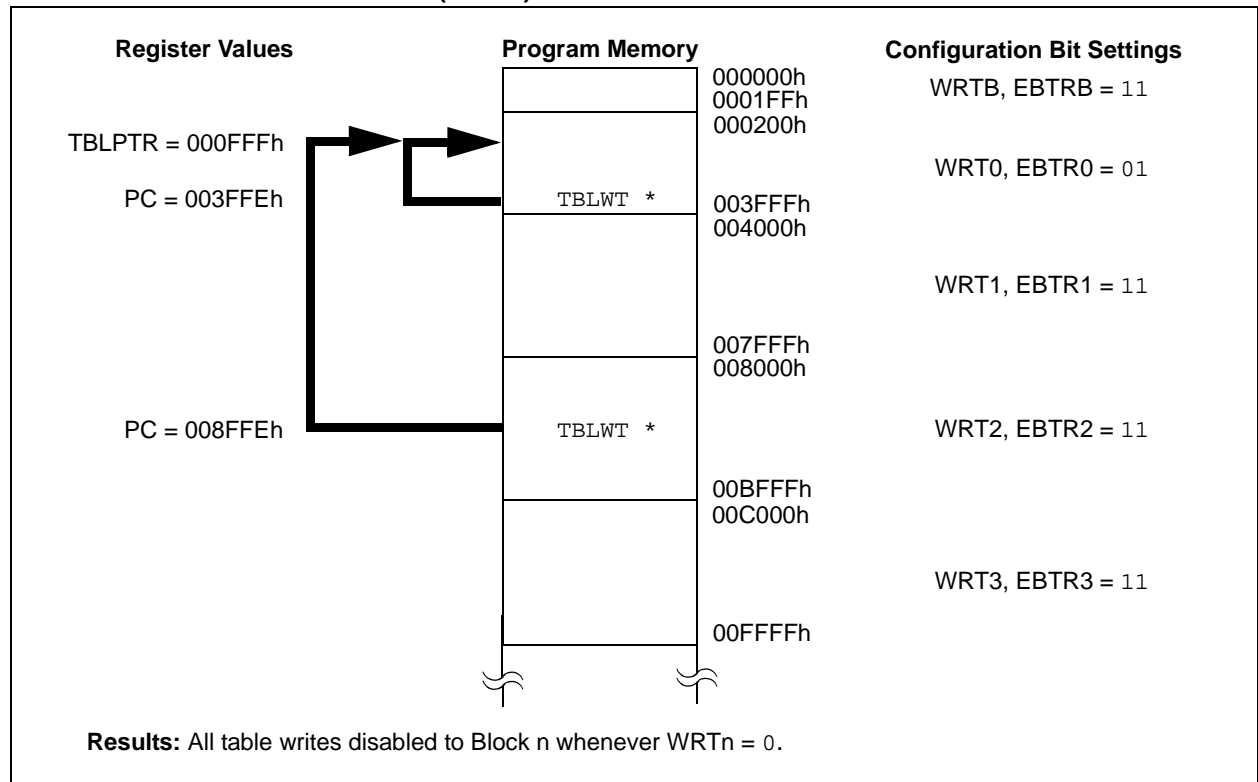 Register Values Program Memory Configuration Bit Settings
000000h
WRTB, EBTRB = 11
0001FFh
000200h
TBLPTR = 000FFFh
WRT0, EBTR0 = 01
PC = 003FFEh TBLWT * 003FFFh
004000h
WRT1, EBTR1 = 11
007FFFh
008000h
PC = 008FFEh TBLWT * WRT2, EBTR2 = 11
00BFFFh
00C000h
WRT3, EBTR3 = 11
00FFFFh
Results: All table writes disabled to Block n whenever WRTn = 0.